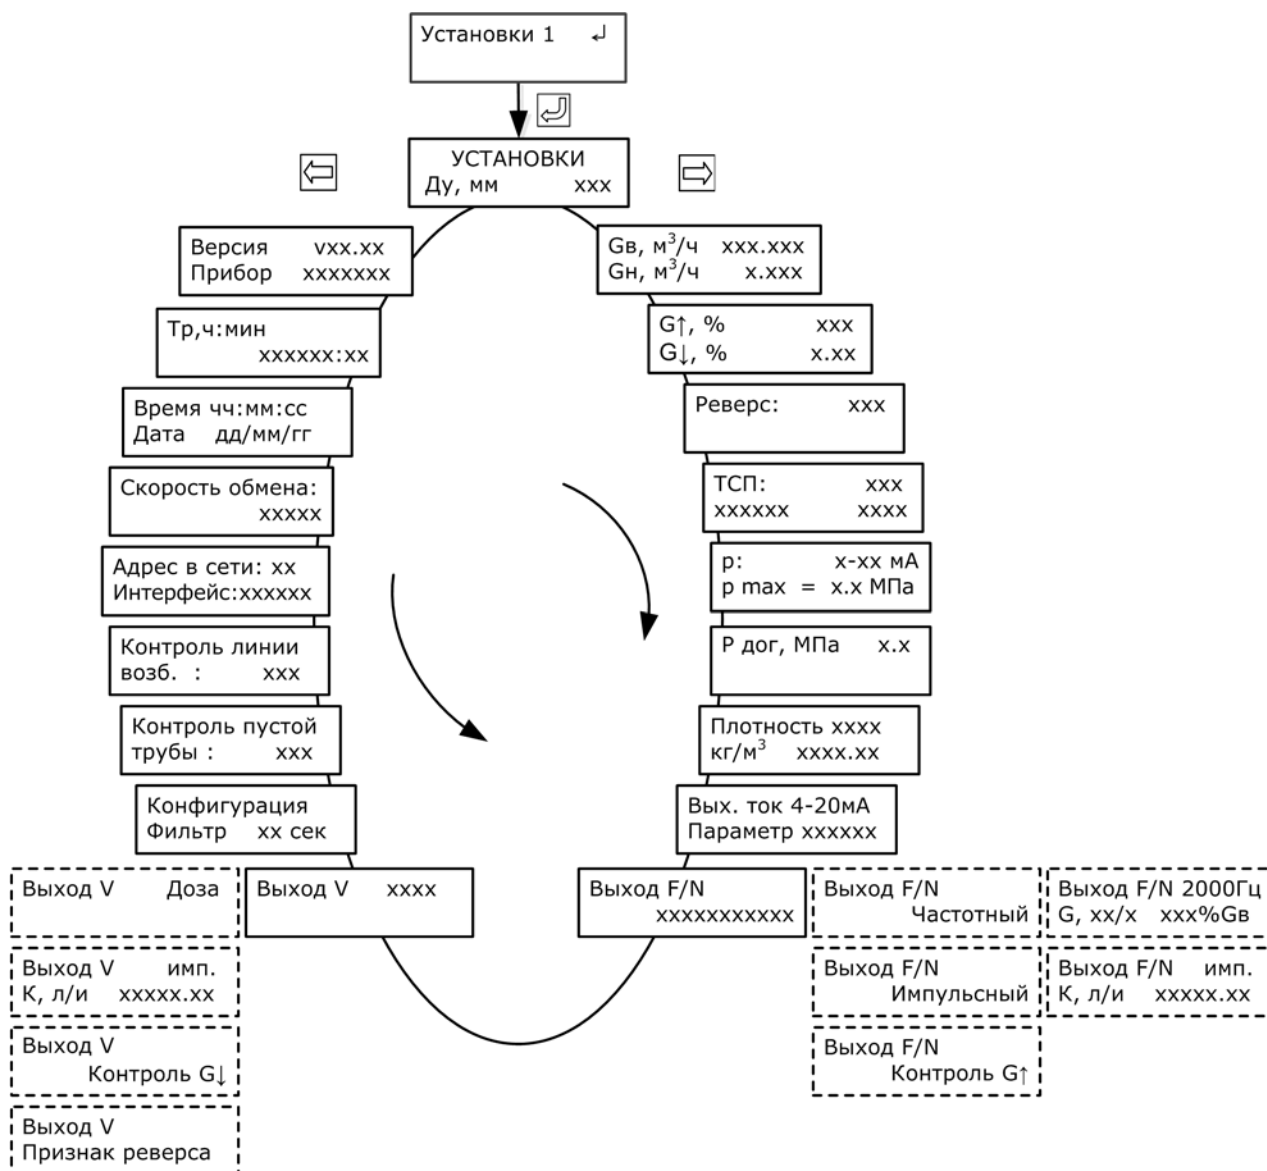 Установки 1 ↲
УСТАНОВКИ
Ду, мм xxx
Версия vxx.xx
Прибор xxxxxxx
Gв, м³/ч xxx.xxx
Gн, м³/ч x.xxx
Тр,ч:мин
xxxxxx:xx
G↑, % xxx
G↓, % x.xx
Время чч:мм:сс
Дата дд/мм/гг
Реверс: xxx
Скорость обмена:
xxxxx
ТСП: xxx
xxxxxx xxxx
Адрес в сети: xx
Интерфейс:xxxxxx
p: x-xx мА
p max = x.x МПа
Контроль линии
возб. : xxx
Р дог, МПа x.x
Контроль пустой
трубы : xxx
Плотность xxxx
кг/м³ xxxx.xx
Конфигурация
Фильтр xx сек
Вых. ток 4-20мА
Параметр xxxxxx
Выход V Доза
Выход V xxxx
Выход F/N
xxxxxxxxxxx
Выход F/N
Частотный
Выход F/N 2000Гц
G, xx/x xxx%Gв
Выход V имп.
К, л/и xxxxx.xx
Выход F/N
Импульсный
Выход F/N имп.
К, л/и xxxxx.xx
Выход V
Контроль G↓
Выход F/N
Контроль G↑
Выход V
Признак реверса